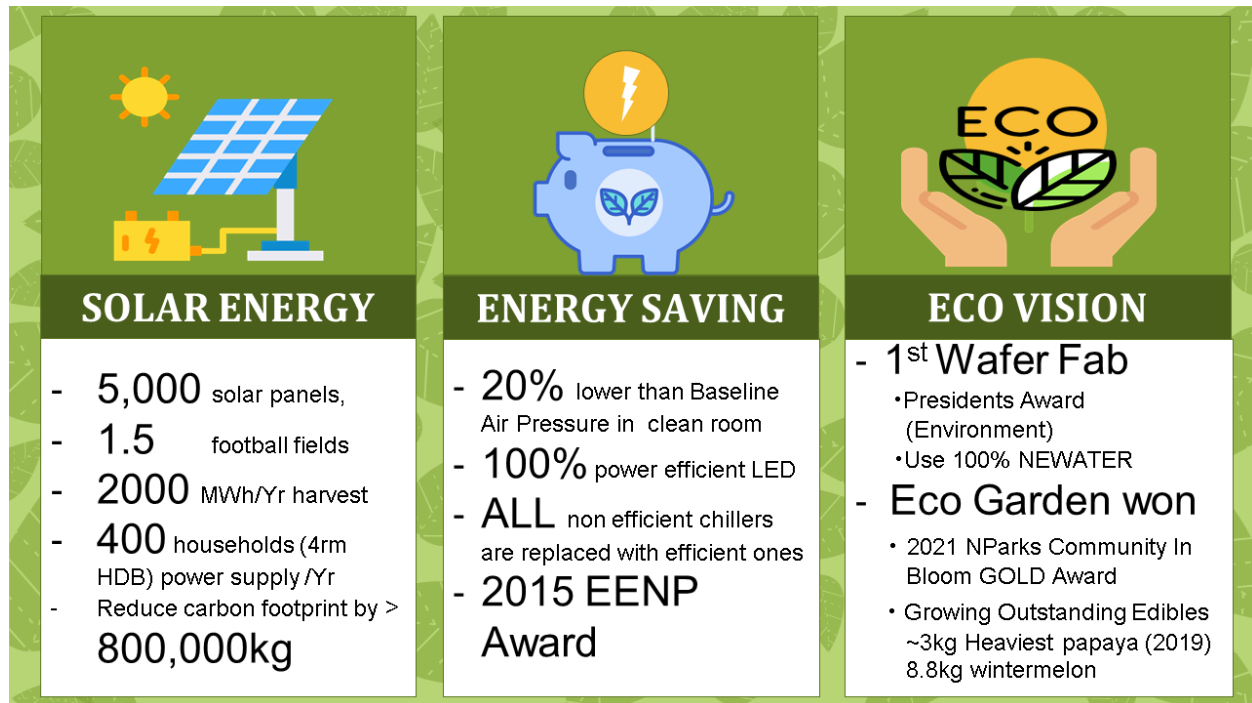 ECO
SOLAR ENERGY
- 5,000 solar panels,
- 1.5 football fields
- 2000 MWh/Yr harvest
- 400 households (4rm
HDB) power supply /Yr
- Reduce carbon footprint by >
800,000kg
ENERGY SAVING
- 20% lower than Baseline
Air Pressure in clean room
- 100% power efficient LED
- ALL non efficient chillers
are replaced with efficient ones
- 2015 EENP
Award
ECO VISION
- 1st Wafer Fab
•Presidents Award
(Environment)
•Use 100% NEWATER
- Eco Garden won
• 2021 NParks Community In
Bloom GOLD Award
• Growing Outstanding Edibles
~3kg Heaviest papaya (2019)
8.8kg wintermelon